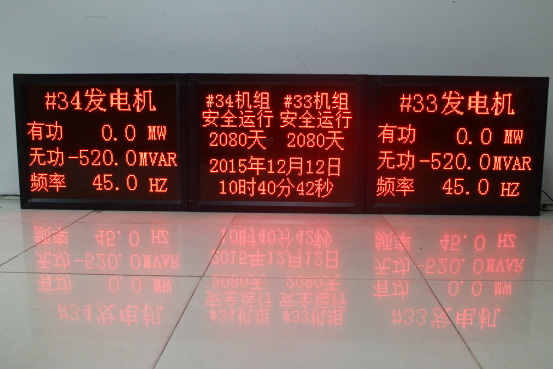 #34发电机
有功 0.0 MW
无功-520.0MVAR
频率 45.0 HZ
#34机组 #33机组
安全运行 安全运行
2080天 2080天
2015年12月12日
10时40分42秒
#33发电机
有功 0.0 MW
无功-520.0MVAR
频率 45.0 HZ